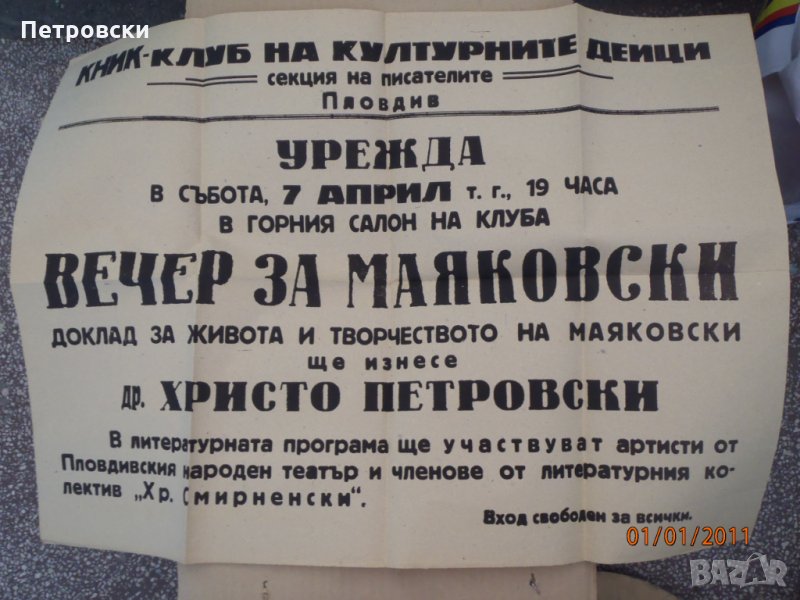 Петровски
КНИК-КЛУБ НА КУЛТУРНИТЕ ДЕЙЦИ
секция на писателите
Пловдив
УРЕЖДА
В СЪБОТА, 7 АПРИЛ т. г., 19 ЧАСА
В ГОРНИЯ САЛОН НА КЛУБА
ВЕЧЕР ЗА МАЯКОВСКИ
ДОКЛАД ЗА ЖИВОТА И ТВОРЧЕСТВОТО НА МАЯКОВСКИ
ще изнесе
ДР. ХРИСТО ПЕТРОВСКИ
В литературната програма ще участвуват артисти от
Пловдивския народен театър и членове от литературния ко-
лектив „Хр. Смирненски“.
Вход свободен за всички.
01/01/2011
BAZAR